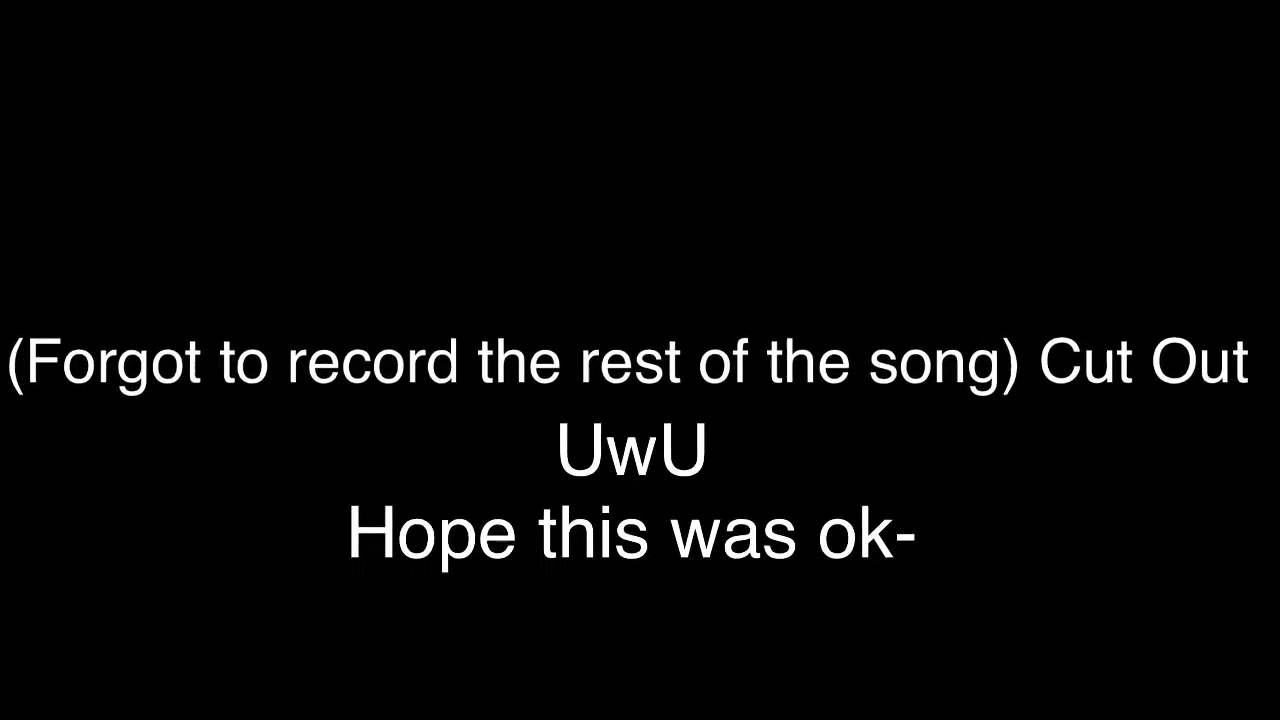 (Forgot to record the rest of the song) Cut Out
UwU
Hope this was ok-